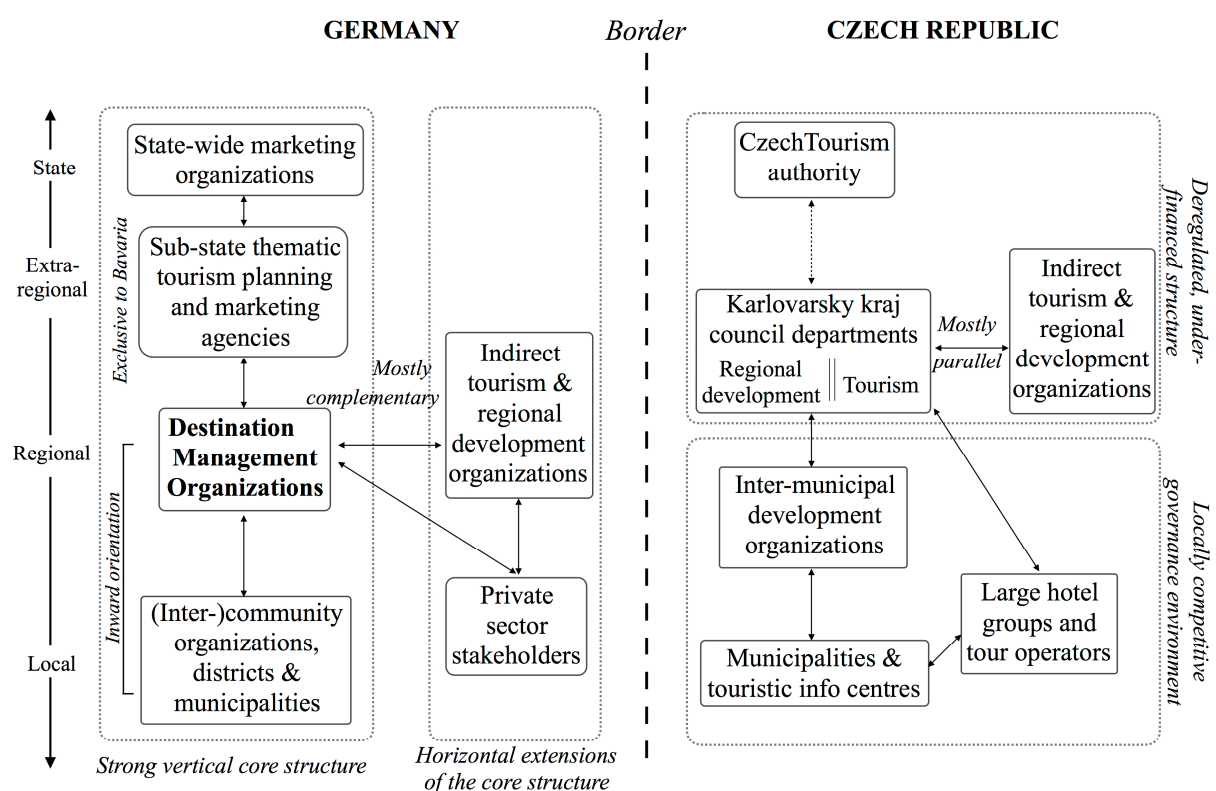 GERMANY
Border
CZECH REPUBLIC
State
Extra-
regional
Regional
Local
State-wide marketing
organizations
Exclusive to Bavaria
Sub-state thematic
tourism planning
and marketing
agencies
Destination
Management
Organizations
Inward orientation
(Inter-)community
organizations,
districts &
municipalities
Strong vertical core structure
Mostly
complementary
Indirect
tourism &
regional
development
organizations
Private
sector
stakeholders
Horizontal extensions
of the core structure
CzechTourism
authority
Karlovarsky kraj
council departments
Regional
development
Tourism
Mostly
parallel
Indirect
tourism &
regional
development
organizations
Deregulated, under-
financed structure
Inter-municipal
development
organizations
Municipalities &
touristic info centres
Large hotel
groups and
tour operators
Locally competitive
governance environment